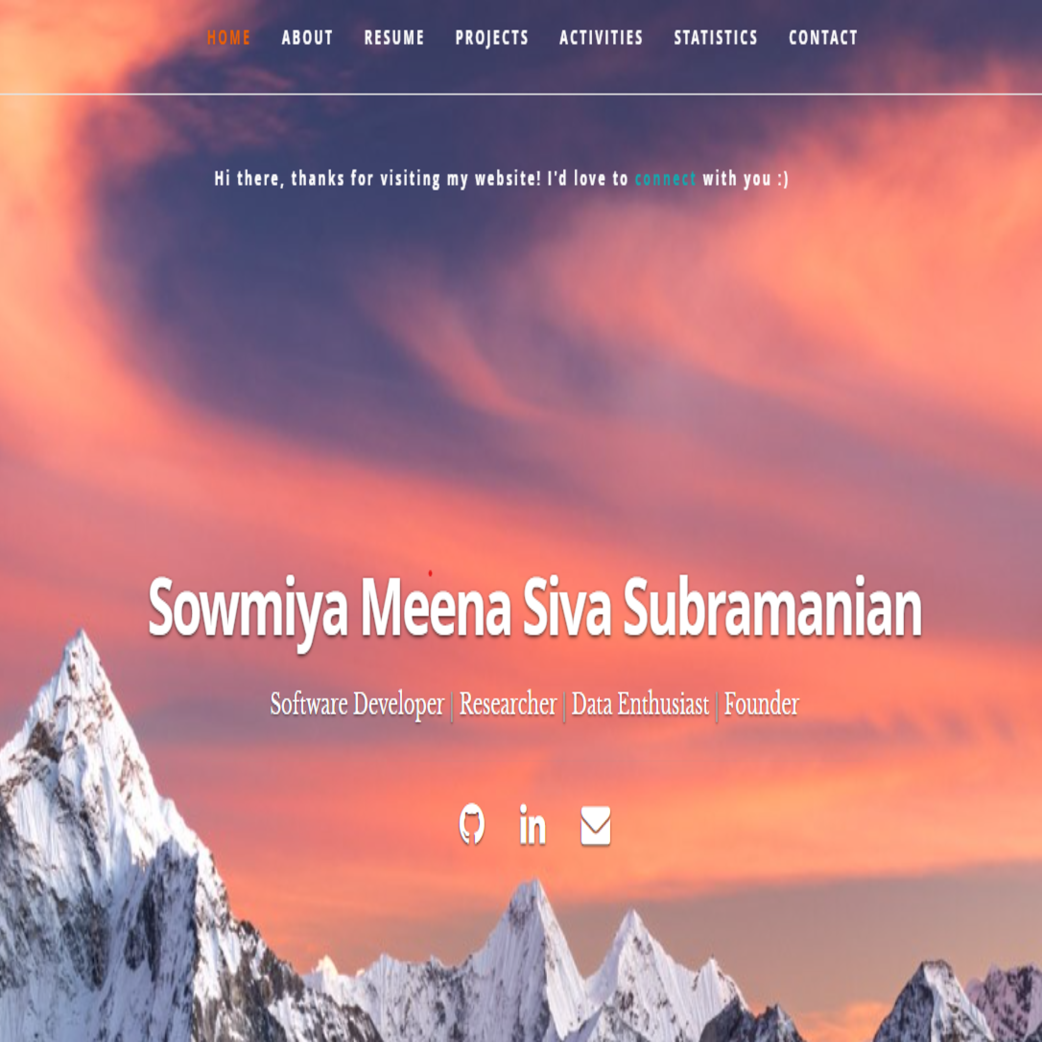 HOME ABOUT RESUME PROJECTS ACTIVITIES STATISTICS CONTACT
Hi there, thanks for visiting my website! I'd love to connect with you :)
Sowmiya Meena Siva Subramanian
Software Developer | Researcher | Data Enthusiast | Founder
in